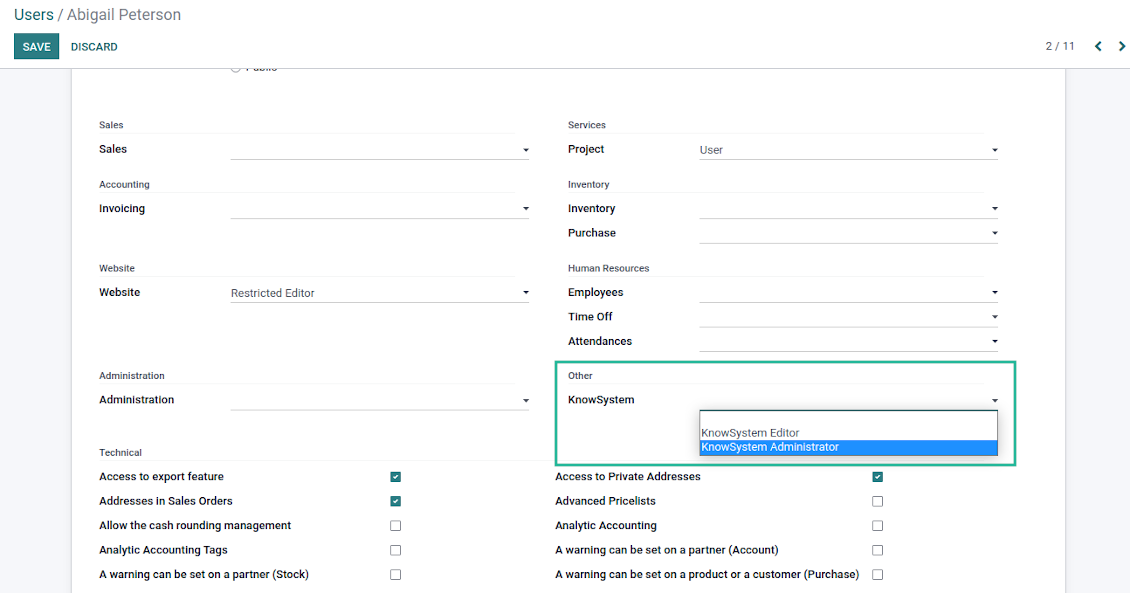 Users / Abigail Peterson
SAVE DISCARD 2 / 11
Public
Sales Services
Sales Project User
Accounting Inventory
Invoicing Inventory
Purchase
Website Human Resources
Website Restricted Editor Employees
Time Off
Attendances
Administration Other
Administration KnowSystem
KnowSystem Editor
KnowSystem Administrator
Technical
Access to export feature Access to Private Addresses
Addresses in Sales Orders Advanced Pricelists
Allow the cash rounding management Analytic Accounting
Analytic Accounting Tags A warning can be set on a partner (Account)
A warning can be set on a partner (Stock) A warning can be set on a product or a customer (Purchase)